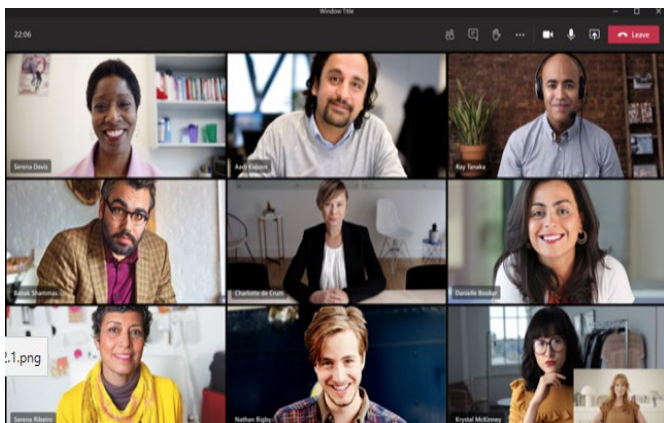 Window Title
22:06
Leave
Serena Davis
Aadi Kapoor
Ray Tanaka
Babak Shammas
Charlotte de Crum
Danielle Booker
2.1.png
Serena Ribeiro
Nathan Rigby
Krystal McKinney